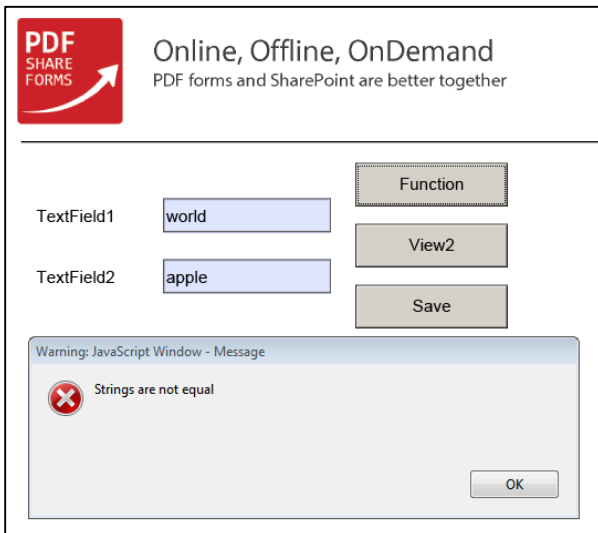 PDF
SHARE
FORMS
Online, Offline, OnDemand
PDF forms and SharePoint are better together
Function
TextField1 world
View2
TextField2 apple
Save
Warning: JavaScript Window - Message
Strings are not equal
OK